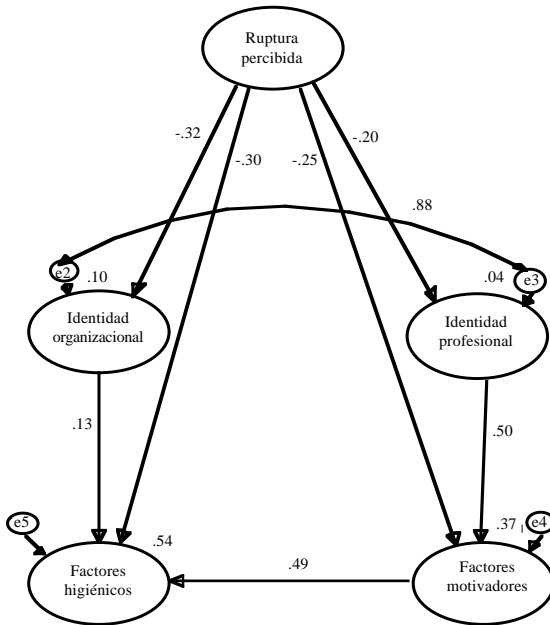 Ruptura
percibida
-.32
-.30
-.25
-.20
.88
e2
.10
.04
e3
Identidad
organizacional
Identidad
profesional
.13
.50
e5
.54
.37
e4
.49
Factores
higiénicos
Factores
motivadores